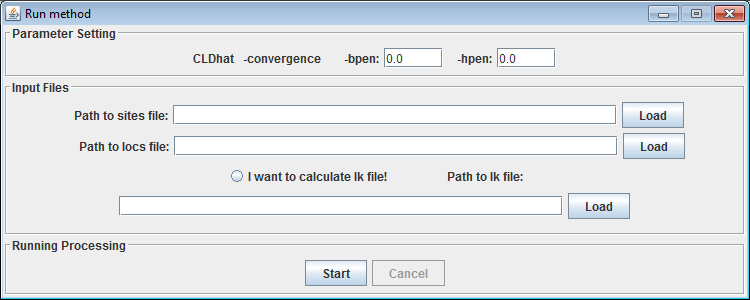 Run method
Parameter Setting
CLDhat -convergence -bpen: 0.0 -hpen: 0.0
Input Files
Path to sites file: Load
Path to locs file: Load
I want to calculate lk file! Path to lk file:
Load
Running Processing
Start Cancel